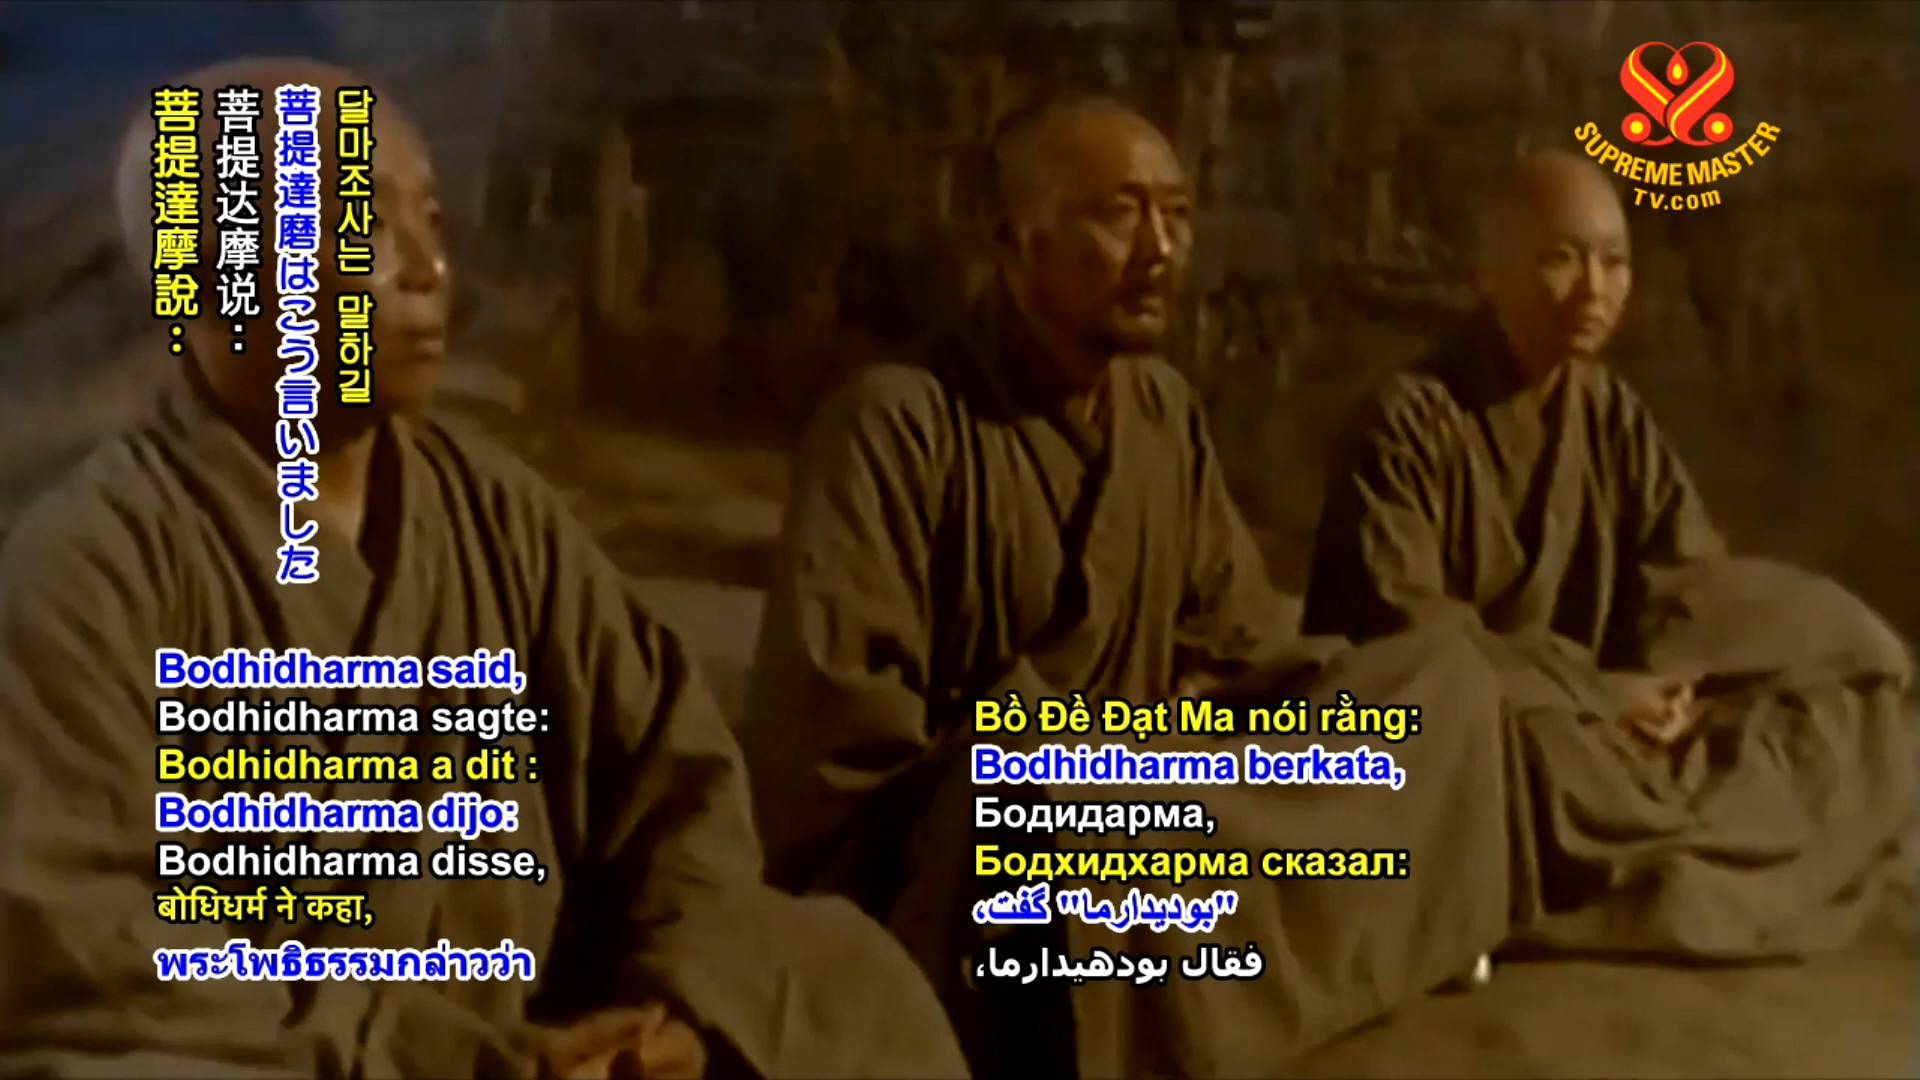 菩提達摩說：
菩提达摩说：
菩提達磨はこう言いました
달마조사는 말하길
SUPREME MASTER
TV.com
Bodhidharma said,
Bodhidharma sagte:
Bodhidharma a dit :
Bodhidharma dijo:
Bodhidharma disse,
बोधिधर्म ने कहा,
พระโพธิธรรมกล่าวว่า
Bồ Đề Đạt Ma nói rằng:
Bodhidharma berkata,
Бодидарма,
Бодхидхарма сказал:
"بودیدارما" گفت،
فقال بودهيدارما،